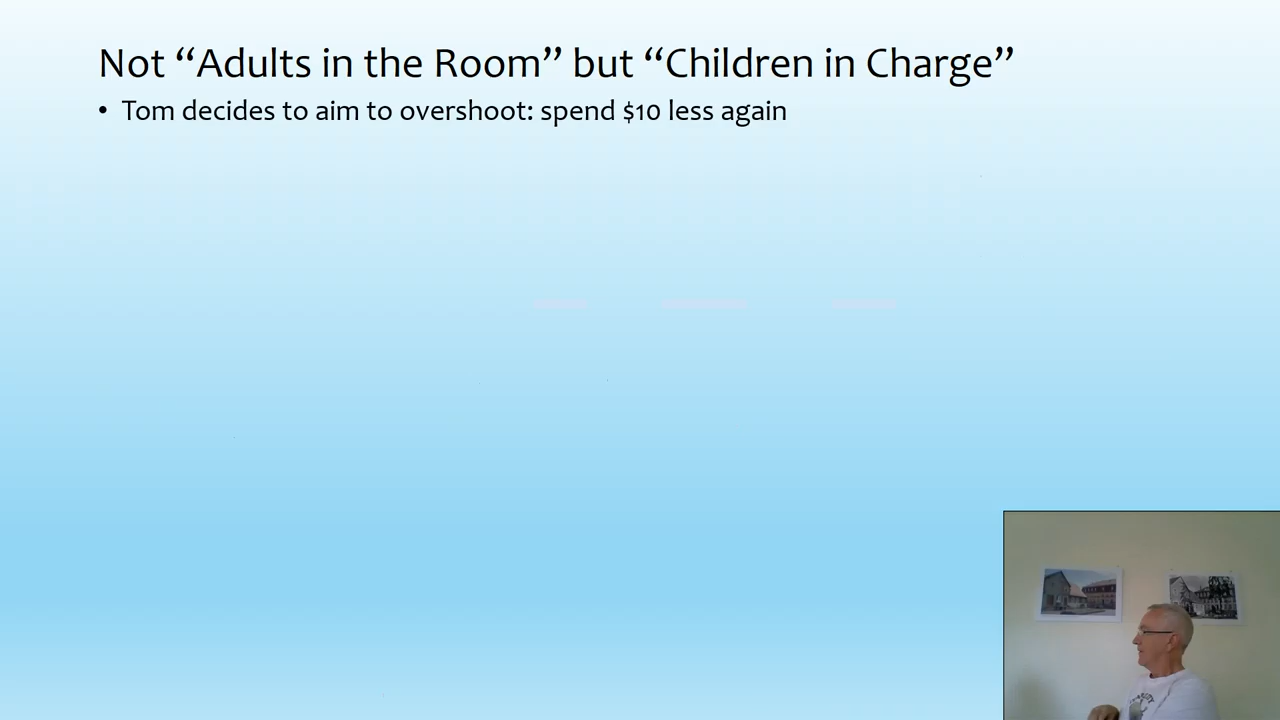 Not “Adults in the Room” but “Children in Charge”
• Tom decides to aim to overshoot: spend $10 less again